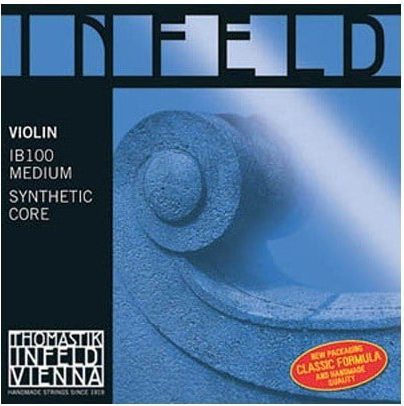 INFELD
VIOLIN
IB100
MEDIUM
SYNTHETIC
CORE
THOMASTIK
INFELD
VIENNA
HANDMADE STRINGS SINCE 1919
NEW PACKAGING
CLASSIC FORMULA
AND HANDMADE
QUALITY